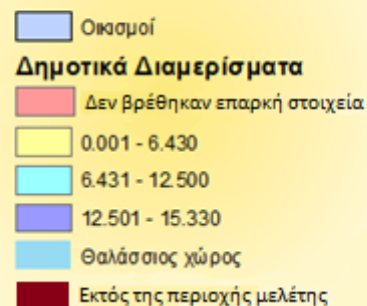 Οικισμοί
Δημοτικά Διαμερίσματα
Δεν βρέθηκαν επαρκή στοιχεία
0.001 - 6.430
6.431 - 12.500
12.501 - 15.330
Θαλάσσιος χώρος
Εκτός της περιοχής μελέτης